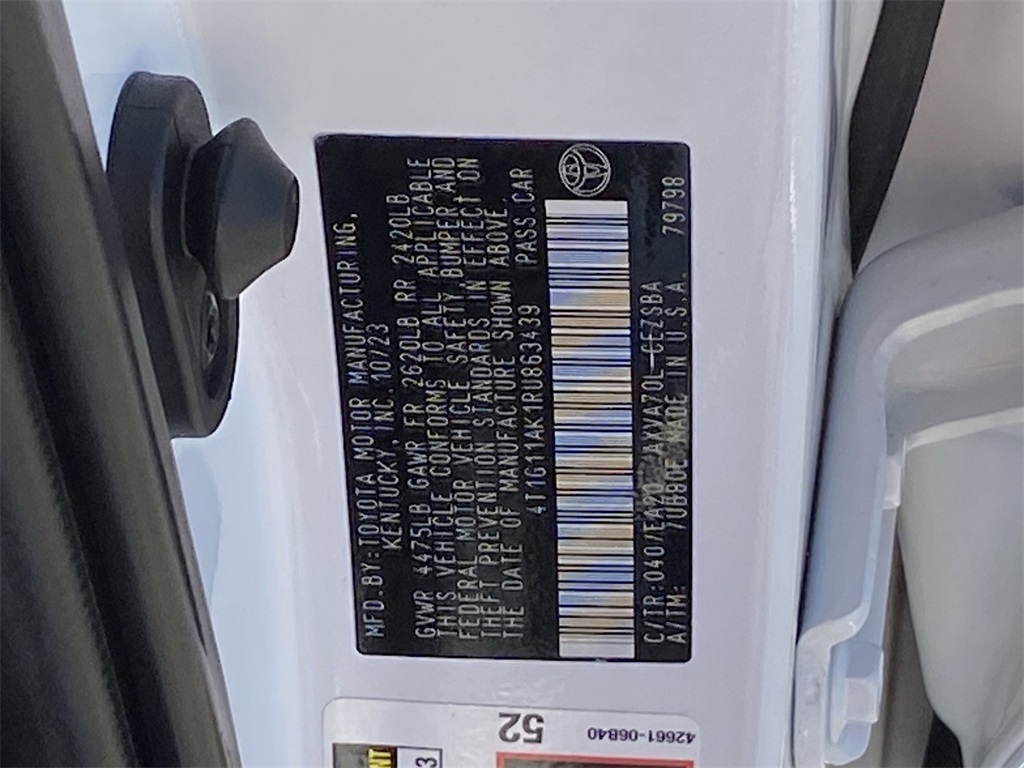 MFD.BY:TOYOTA MOTOR MANUFACTURING,
KENTUCKY, INC. 10/23
GVWR 4475LB GAWR FR 2620LB RR 2420LB
THIS VEHICLE CONFORMS TO ALL APPLICABLE
FEDERAL MOTOR VEHICLE SAFETY, BUMPER AND
THEFT PREVENTION STANDARDS IN EFFECT ON
THE DATE OF MANUFACTURE SHOWN ABOVE.
4T1G11AK1RU863439 PASS.CAR
C/TR:040/EA20 AXVA70L-CEZSBA
A/TM: 7UB80E MADE IN U.S.A. 79798
52
42661-06B40